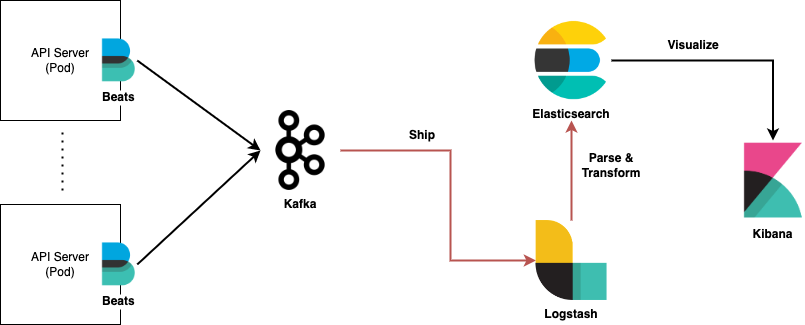 API Server
(Pod)
Beats
Kafka
Ship
Elasticsearch
Visualize
Parse &
Transform
Kibana
API Server
(Pod)
Beats
Logstash